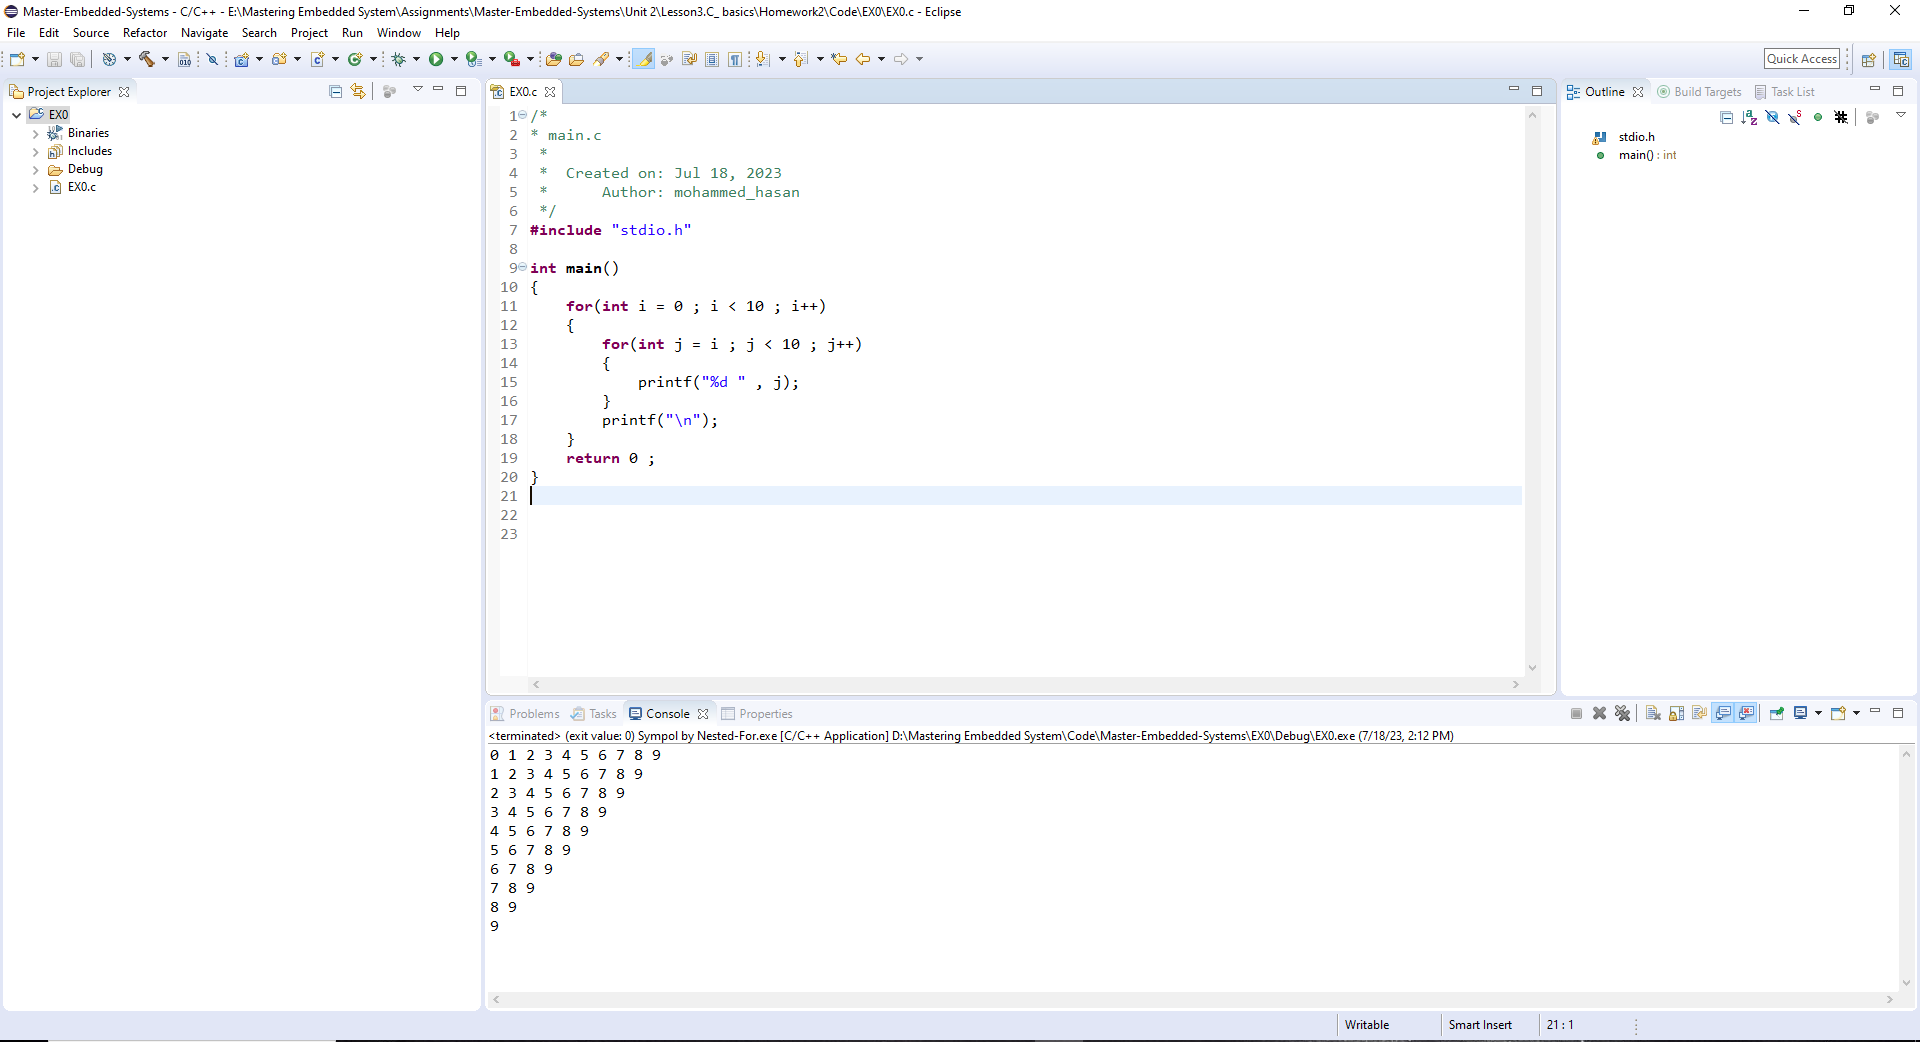 Master-Embedded-Systems - C/C++ - E:\Mastering Embedded System\Assignments\Master-Embedded-Systems\Unit 2\Lesson3.C_ basics\Homework2\Code\EX0\EX0.c - Eclipse
File Edit Source Refactor Navigate Search Project Run Window Help
Quick Access
Project Explorer
EX0
Binaries
Includes
Debug
EX0.c
EX0.c
1 /*
2 * main.c
3 *
4 * Created on: Jul 18, 2023
5 * Author: mohammed_hasan
6 */
7 #include "stdio.h"
8
9 int main()
10 {
11 for(int i = 0 ; i < 10 ; i++)
12 {
13 for(int j = i ; j < 10 ; j++)
14 {
15 printf("%d " , j);
16 }
17 printf("\n");
18 }
19 return 0 ;
20 }
21
22
23
Outline Build Targets Task List
stdio.h
main() : int
Problems Tasks Console Properties
<terminated> (exit value: 0) Sympol by Nested-For.exe [C/C++ Application] D:\Mastering Embedded System\Code\Master-Embedded-Systems\EX0\Debug\EX0.exe (7/18/23, 2:12 PM)
0 1 2 3 4 5 6 7 8 9
1 2 3 4 5 6 7 8 9
2 3 4 5 6 7 8 9
3 4 5 6 7 8 9
4 5 6 7 8 9
5 6 7 8 9
6 7 8 9
7 8 9
8 9
9
Writable Smart Insert 21 : 1